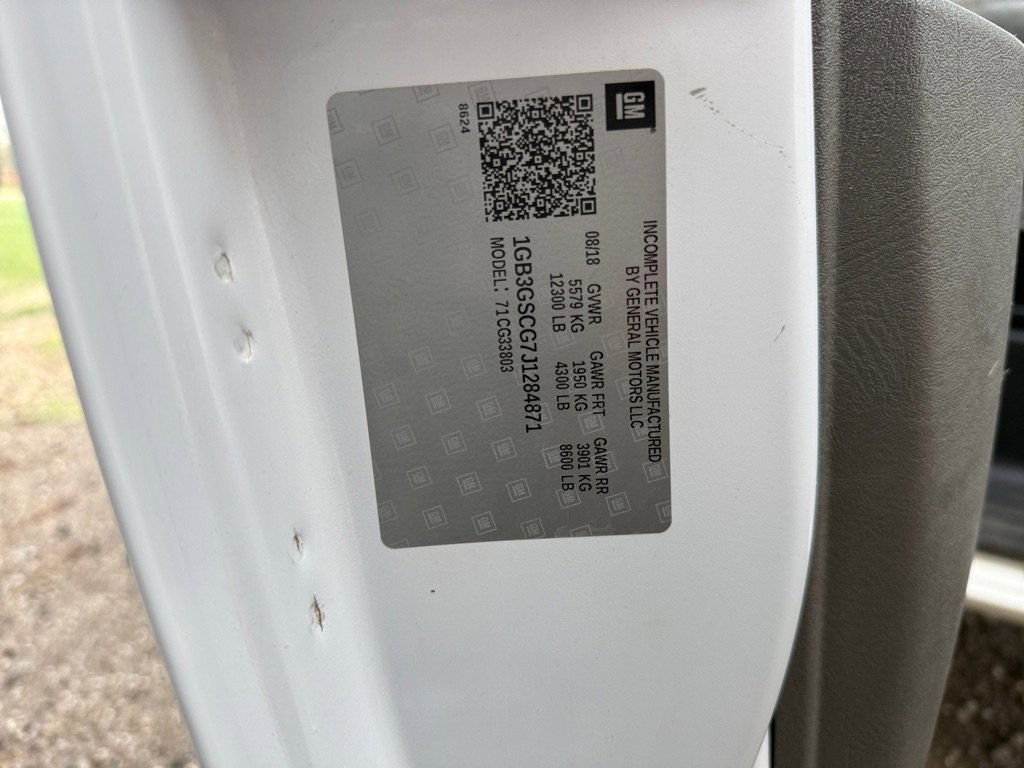 GM
INCOMPLETE VEHICLE MANUFACTURED
BY GENERAL MOTORS LLC
08/18 GVWR GAWR FRT GAWR RR
5579 KG 1950 KG 3901 KG
12300 LB 4300 LB 8600 LB
1GB3GSCG7J1284871
MODEL: 71CG33803
8624